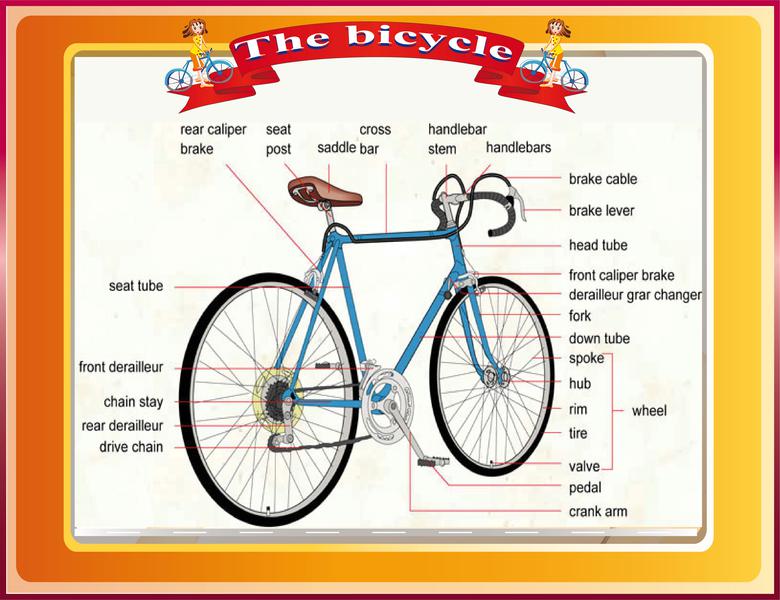 The bicycle
rear caliper
brake
seat
post
saddle
cross
bar
handlebar
stem
handlebars
brake cable
brake lever
head tube
front caliper brake
derailleur grar changer
fork
down tube
spoke
hub
rim
wheel
tire
valve
pedal
crank arm
seat tube
front derailleur
chain stay
rear derailleur
drive chain